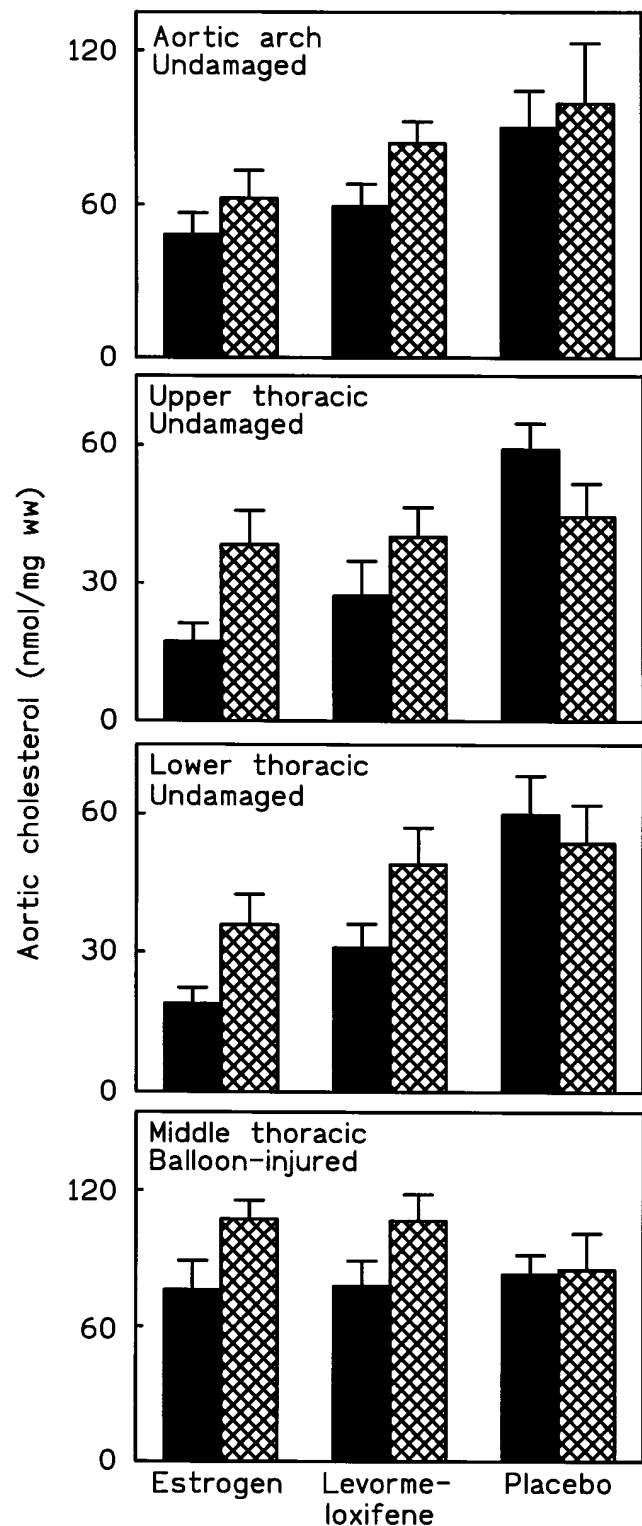 Aortic cholesterol (nmol/mg ww)
Aortic arch
Undamaged
120
60
0
Upper thoracic
Undamaged
60
30
0
Lower thoracic
Undamaged
60
30
0
Middle thoracic
Balloon-injured
120
60
0
Estrogen
Levorme-
loxifene
Placebo